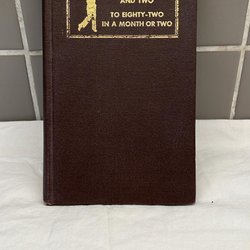 AND TWO
TO EIGHTY-TWO
IN A MONTH OR TWO